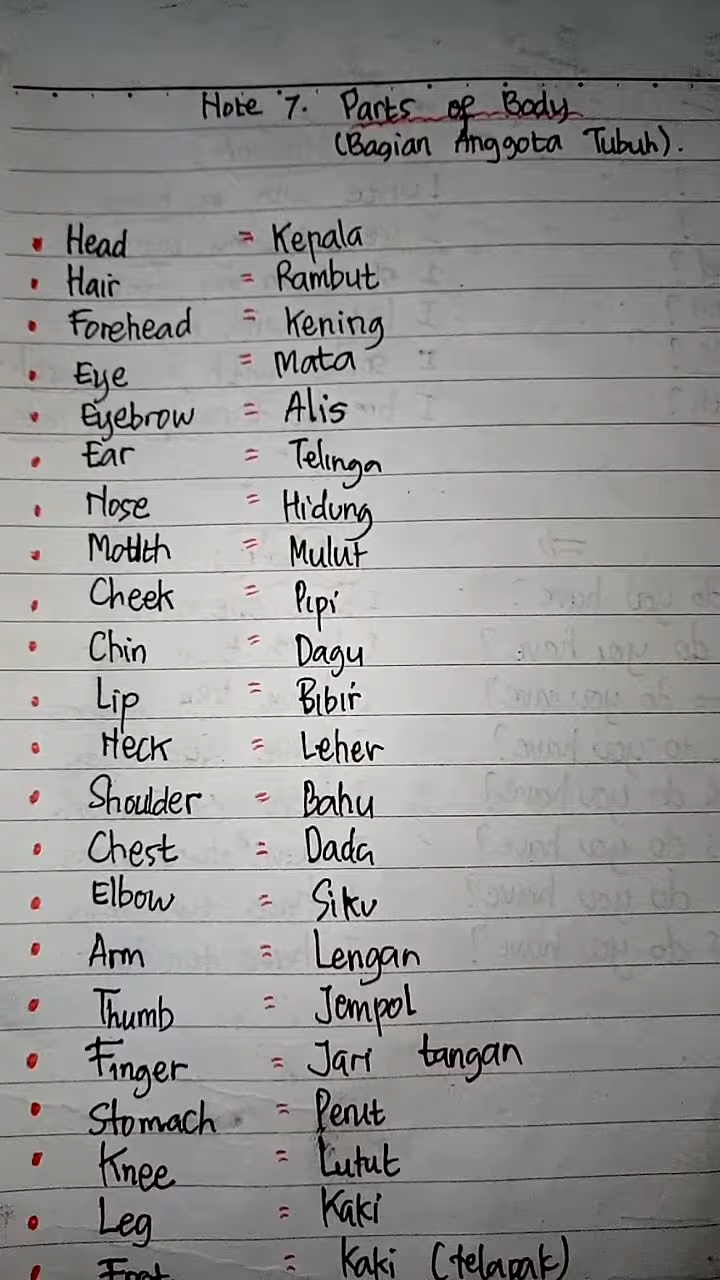 Note 7. Parts of Body
(Bagian Anggota Tubuh).
• Head = Kepala
• Hair = Rambut
• Forehead = Kening
• Eye = Mata
• Eyebrow = Alis
• Ear = Telinga
• Nose = Hidung
• Mouth = Mulut
• Cheek = Pipi
• Chin = Dagu
• Lip = Bibir
• Neck = Leher
• Shoulder = Bahu
• Chest = Dada
• Elbow = Siku
• Arm = Lengan
• Thumb = Jempol
• Finger = Jari tangan
• Stomach = Perut
• Knee = Lutut
• Leg = Kaki
• Foot = Kaki (telapak)